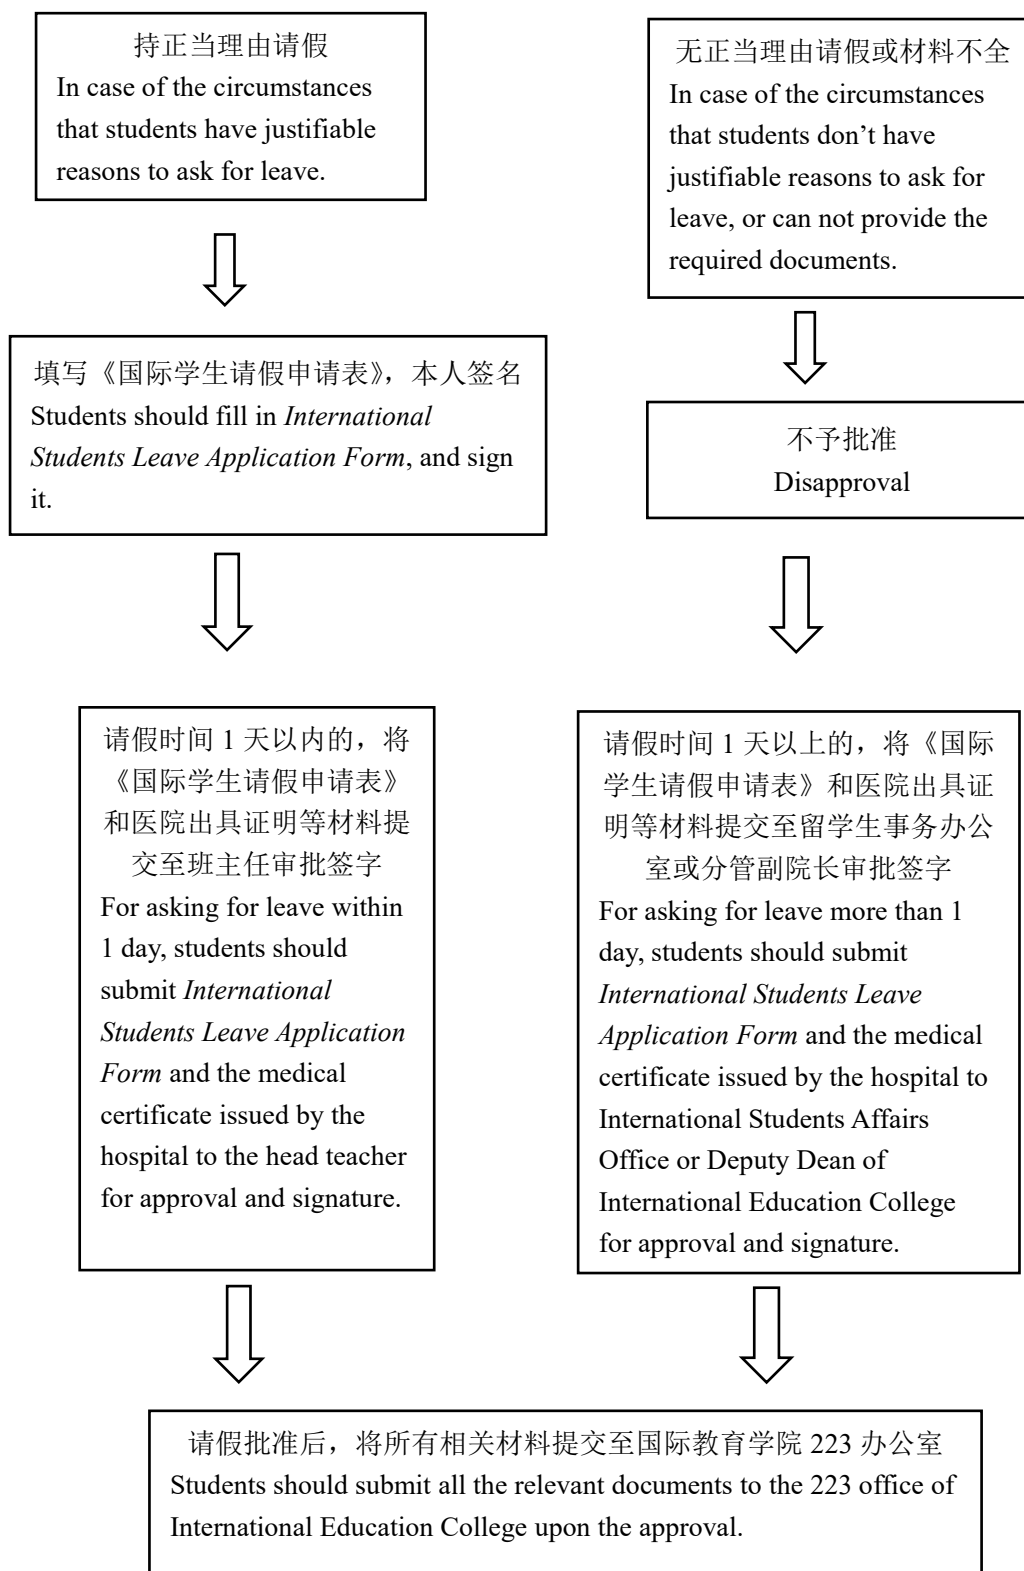 持正当理由请假
In case of the circumstances
that students have justifiable
reasons to ask for leave.
无正当理由请假或材料不全
In case of the circumstances
that students don’t have
justifiable reasons to ask for
leave, or can not provide the
required documents.
填写《国际学生请假申请表》，本人签名
Students should fill in International
Students Leave Application Form, and sign
it.
不予批准
Disapproval
请假时间 1 天以内的，将
《国际学生请假申请表》
和医院出具证明等材料提
交至班主任审批签字
For asking for leave within
1 day, students should
submit International
Students Leave Application
Form and the medical
certificate issued by the
hospital to the head teacher
for approval and signature.
请假时间 1 天以上的，将《国际
学生请假申请表》和医院出具证
明等材料提交至留学生事务办公
室或分管副院长审批签字
For asking for leave more than 1
day, students should submit
International Students Leave
Application Form and the medical
certificate issued by the hospital to
International Students Affairs
Office or Deputy Dean of
International Education College
for approval and signature.
请假批准后，将所有相关材料提交至国际教育学院 223 办公室
Students should submit all the relevant documents to the 223 office of
International Education College upon the approval.